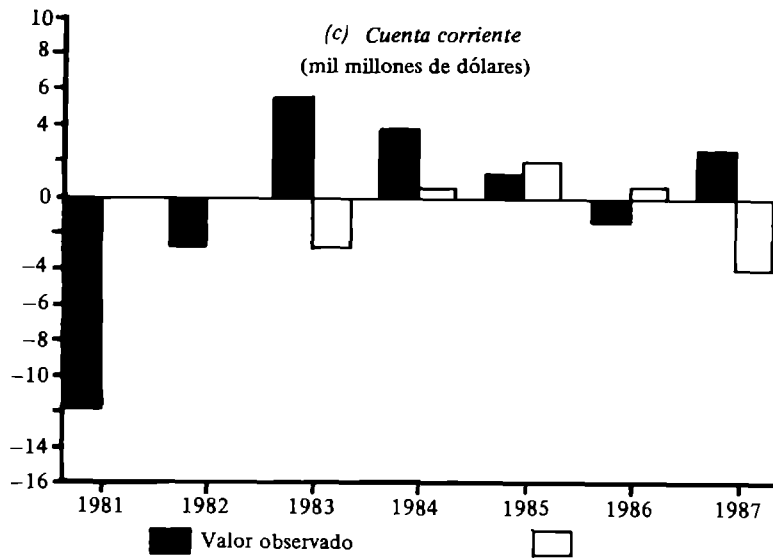 (c) Cuenta corriente
(mil millones de dólares)
10
8
6
4
0
−4
−6
−8
−10
−14
−16
1981 1982 1983 1984 1985 1986 1987
Valor observado